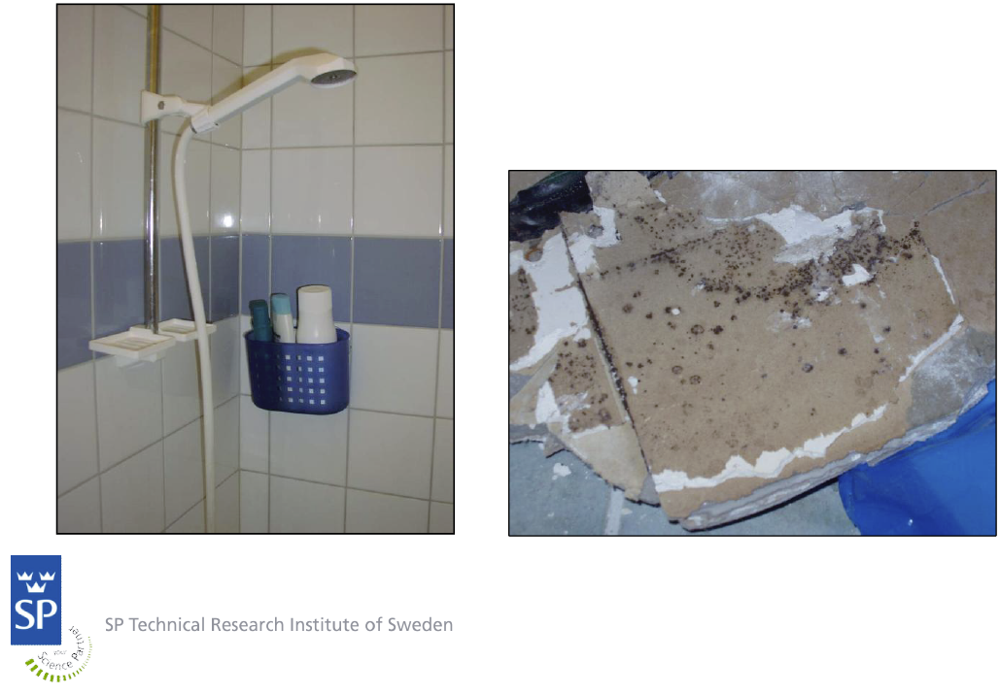 SP
SP Technical Research Institute of Sweden
Science Partner